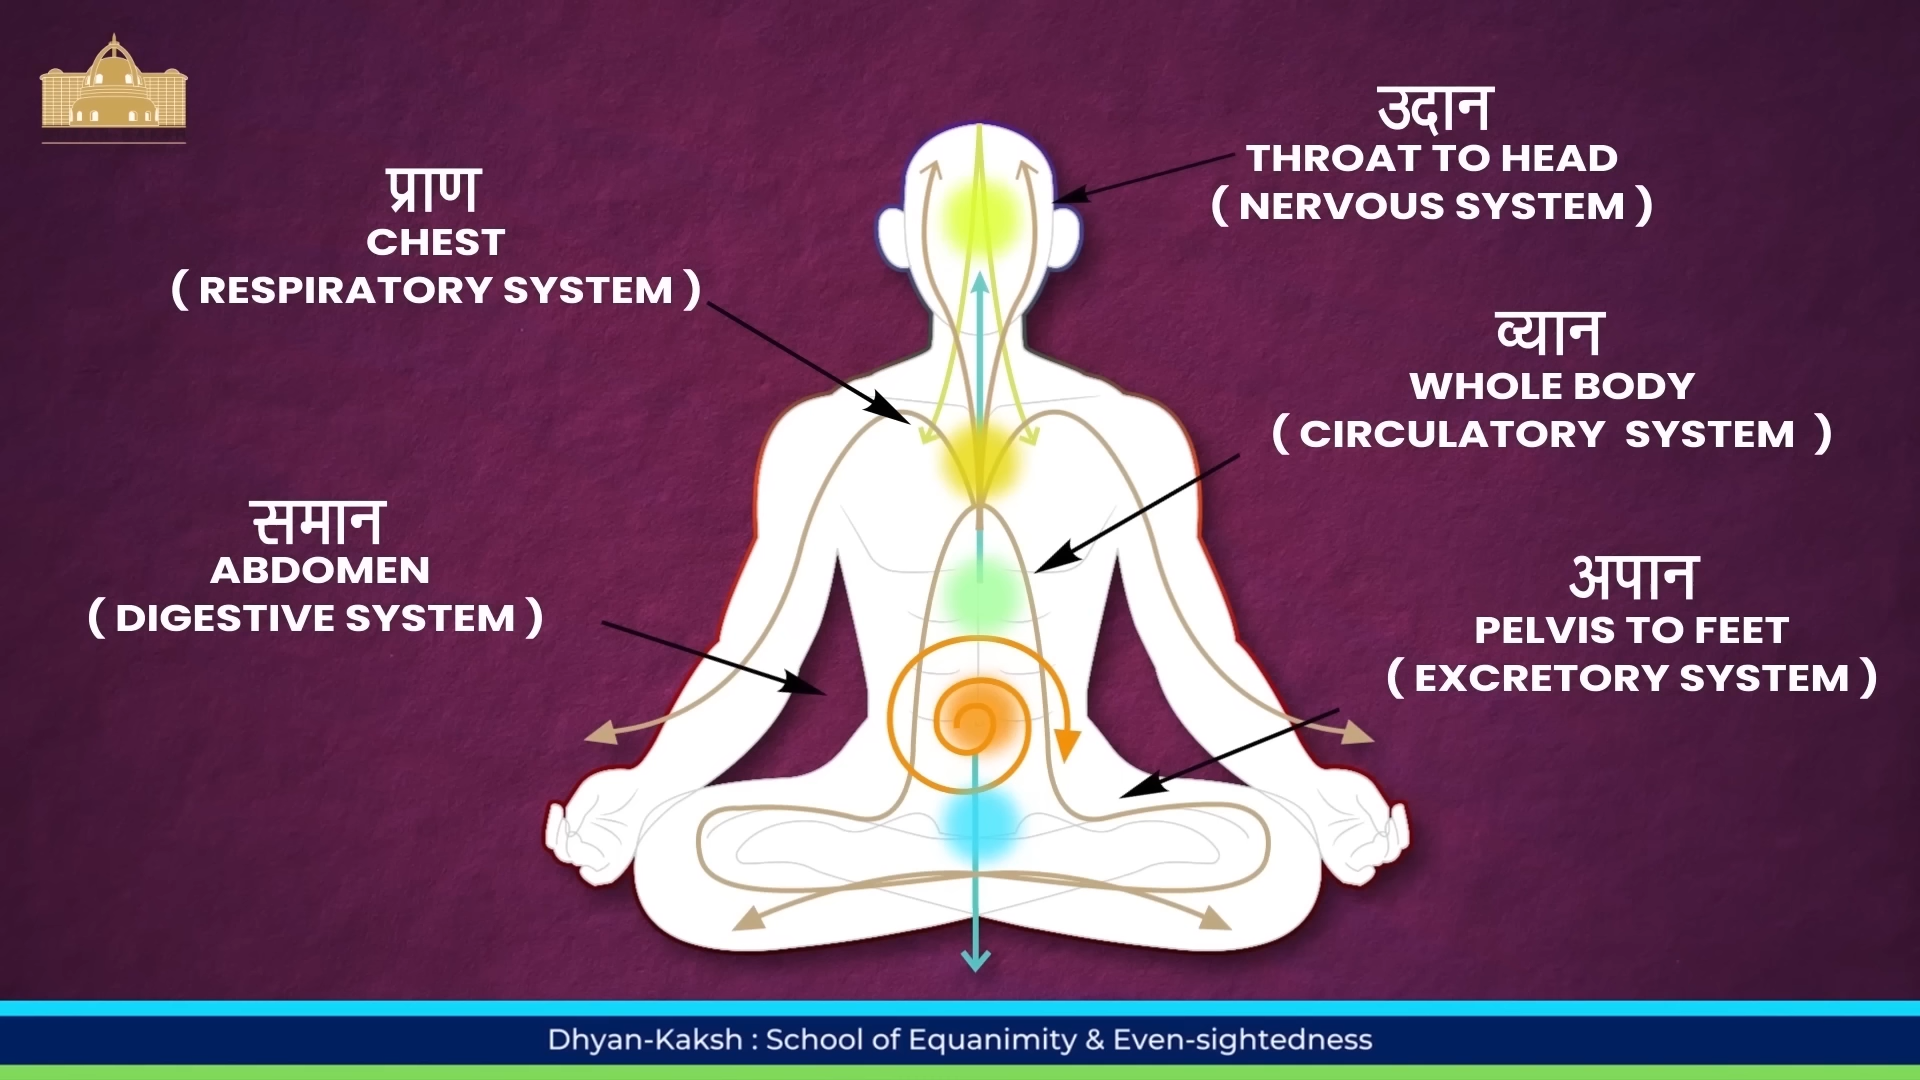 प्राण
CHEST
( RESPIRATORY SYSTEM )
समान
ABDOMEN
( DIGESTIVE SYSTEM )
उदान
THROAT TO HEAD
( NERVOUS SYSTEM )
व्यान
WHOLE BODY
( CIRCULATORY  SYSTEM  )
अपान
PELVIS TO FEET
( EXCRETORY SYSTEM )
Dhyan-Kaksh : School of Equanimity & Even-sightedness